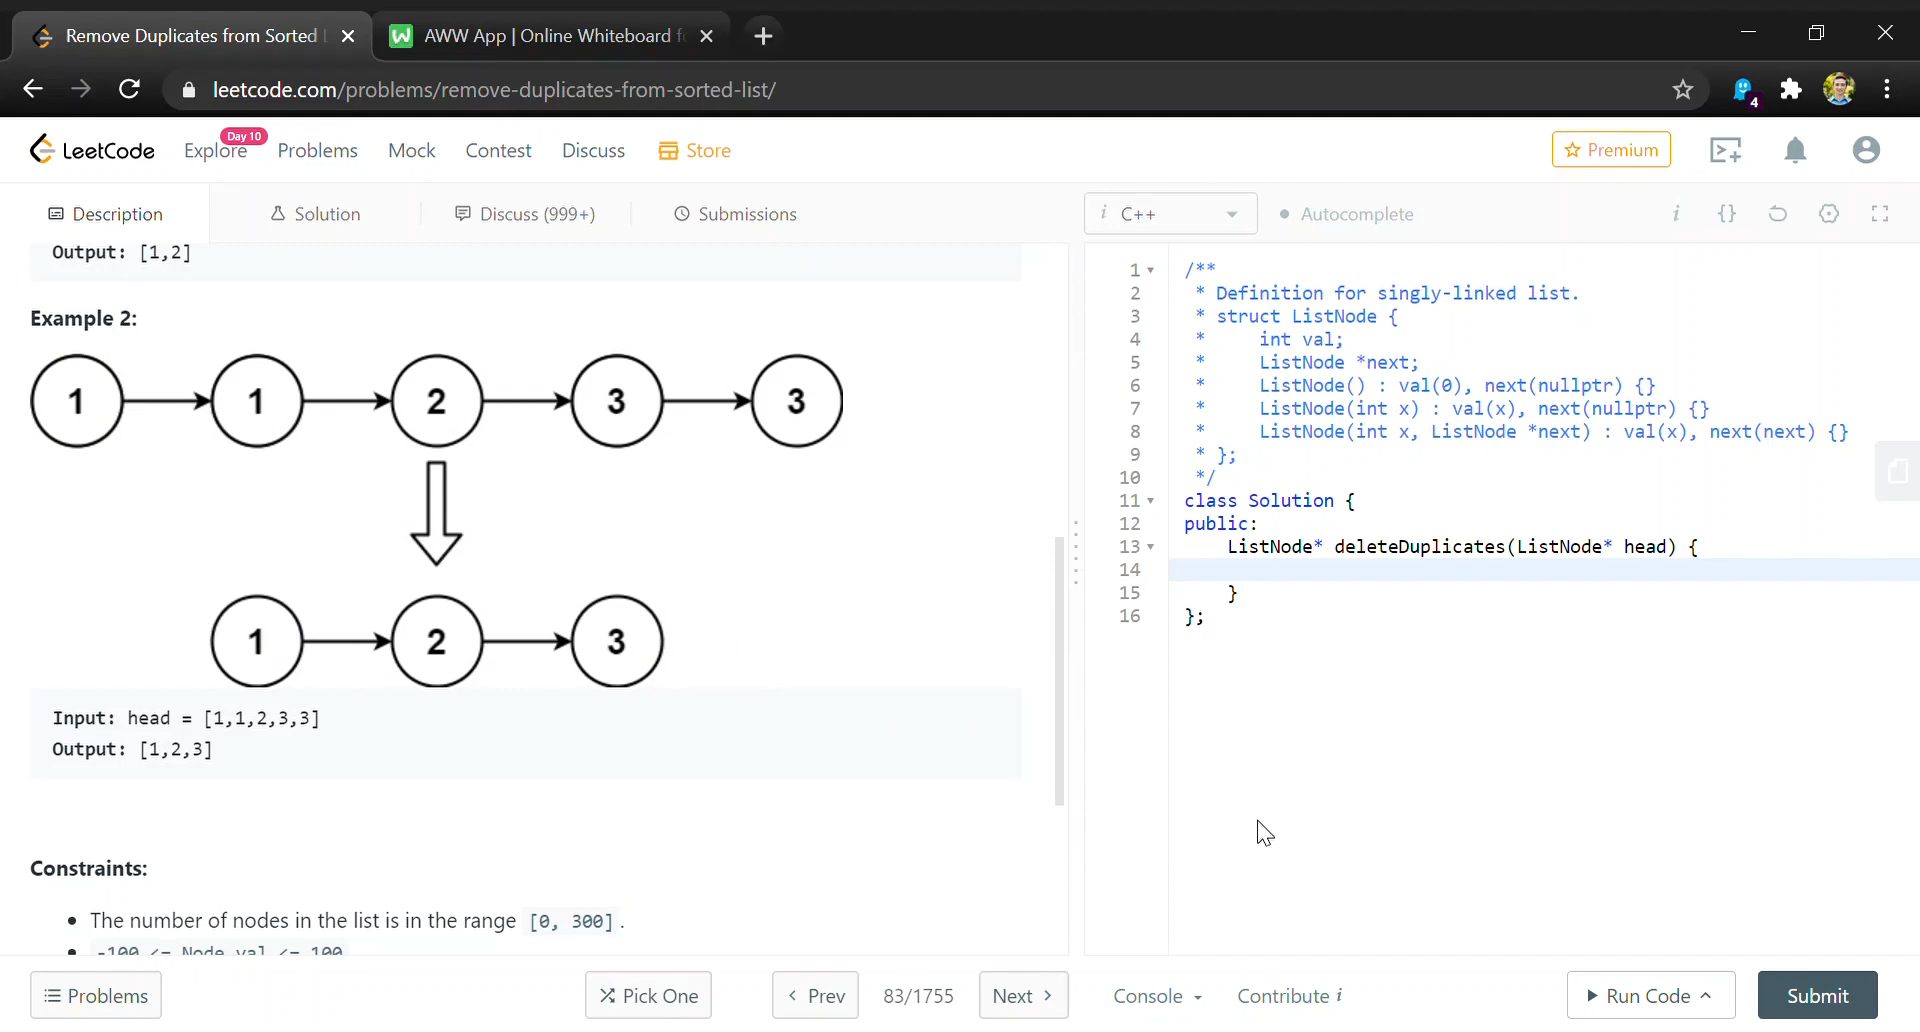 Remove Duplicates from Sorted
AWW App | Online Whiteboard f
leetcode.com/problems/remove-duplicates-from-sorted-list/
4
LeetCode
Explore
Day 10
Problems
Mock
Contest
Discuss
Store
Premium
Description
Solution
Discuss (999+)
Submissions
i C++
Autocomplete
i {}
Output: [1,2]
Example 2:
1 1 2 3 3
1 2 3
Input: head = [1,1,2,3,3]
Output: [1,2,3]
Constraints:
The number of nodes in the list is in the range [0, 300].
-100 <= Node.val <= 100
1 /**
2 * Definition for singly-linked list.
3 * struct ListNode {
4 * int val;
5 * ListNode *next;
6 * ListNode() : val(0), next(nullptr) {}
7 * ListNode(int x) : val(x), next(nullptr) {}
8 * ListNode(int x, ListNode *next) : val(x), next(next) {}
9 * };
10 */
11 class Solution {
12 public:
13 ListNode* deleteDuplicates(ListNode* head) {
14
15 }
16 };
Problems
Pick One
< Prev
83/1755
Next >
Console
Contribute i
Run Code
Submit